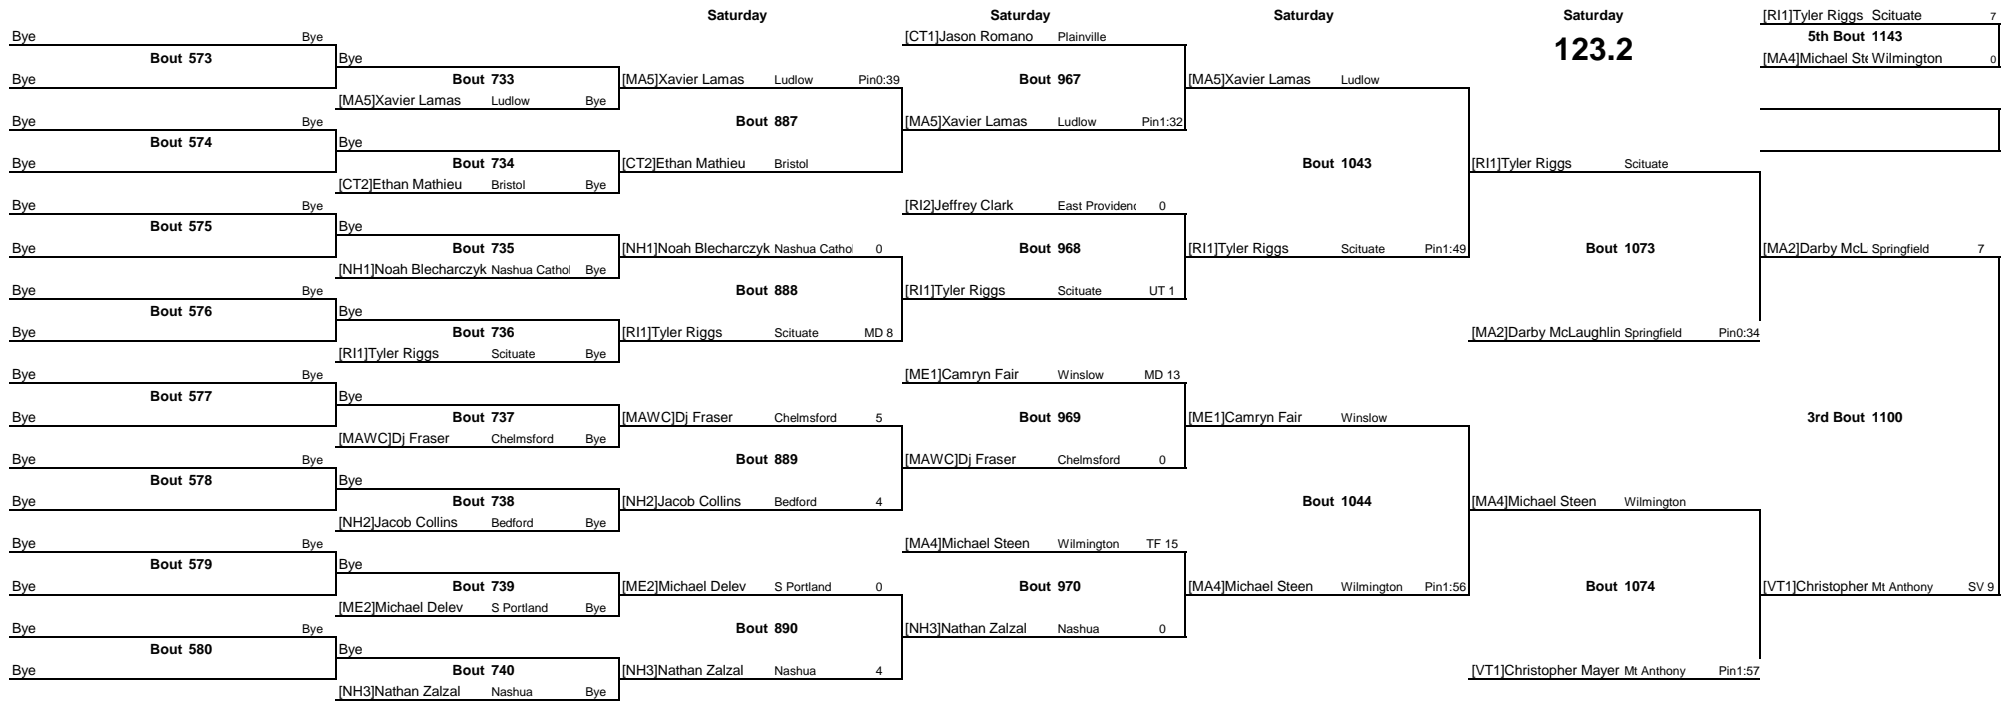 Saturday Saturday Saturday Saturday [RI1]Tyler Riggs Scituate 7
Bye Bye [CT1]Jason Romano Plainville 123.2 5th Bout 1143
Bout 573 Bye [MA4]Michael Ste Wilmington 0
Bye Bout 733 [MA5]Xavier Lamas Ludlow Pin0:39 Bout 967 [MA5]Xavier Lamas Ludlow
[MA5]Xavier Lamas Ludlow Bye
Bye Bye Bout 887 [MA5]Xavier Lamas Ludlow Pin1:32
Bout 574 Bye
Bye Bout 734 [CT2]Ethan Mathieu Bristol Bout 1043 [RI1]Tyler Riggs Scituate
[CT2]Ethan Mathieu Bristol Bye
Bye Bye [RI2]Jeffrey Clark East Providenc 0
Bout 575 Bye
Bye Bout 735 [NH1]Noah Blecharczyk Nashua Cathol 0 Bout 968 [RI1]Tyler Riggs Scituate Pin1:49 Bout 1073 [MA2]Darby McL Springfield 7
[NH1]Noah Blecharczyk Nashua Cathol Bye
Bye Bye Bout 888 [RI1]Tyler Riggs Scituate UT 1
Bout 576 Bye
Bye Bout 736 [RI1]Tyler Riggs Scituate MD 8 [MA2]Darby McLaughlin Springfield Pin0:34
[RI1]Tyler Riggs Scituate Bye
Bye Bye [ME1]Camryn Fair Winslow MD 13
Bout 577 Bye
Bye Bout 737 [MAWC]Dj Fraser Chelmsford 5 Bout 969 [ME1]Camryn Fair Winslow 3rd Bout 1100
[MAWC]Dj Fraser Chelmsford Bye
Bye Bye Bout 889 [MAWC]Dj Fraser Chelmsford 0
Bout 578 Bye
Bye Bout 738 [NH2]Jacob Collins Bedford 4 Bout 1044 [MA4]Michael Steen Wilmington
[NH2]Jacob Collins Bedford Bye
Bye Bye [MA4]Michael Steen Wilmington TF 15
Bout 579 Bye
Bye Bout 739 [ME2]Michael Delev S Portland 0 Bout 970 [MA4]Michael Steen Wilmington Pin1:56 Bout 1074 [VT1]Christopher Mt Anthony SV 9
[ME2]Michael Delev S Portland Bye
Bye Bye Bout 890 [NH3]Nathan Zalzal Nashua 0
Bout 580 Bye
Bye Bout 740 [NH3]Nathan Zalzal Nashua 4 [VT1]Christopher Mayer Mt Anthony Pin1:57
[NH3]Nathan Zalzal Nashua Bye